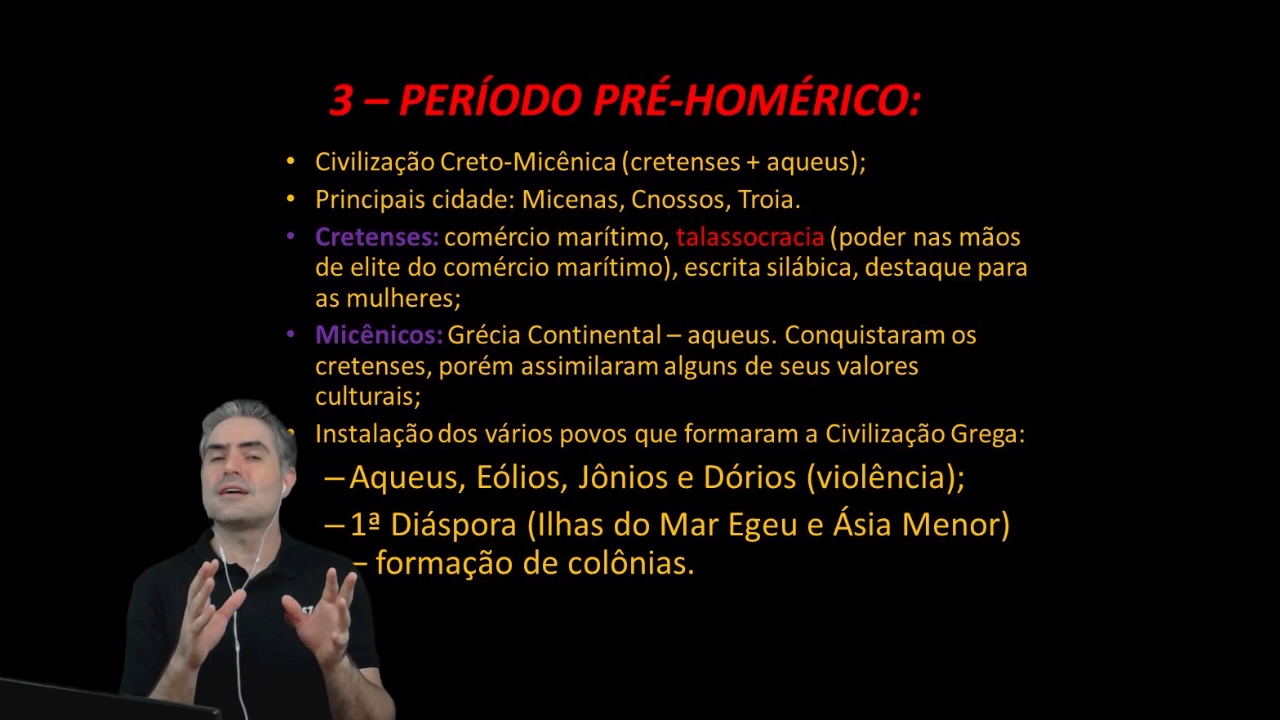 3 – PERÍODO PRÉ-HOMÉRICO:
• Civilização Creto-Micênica (cretenses + aqueus);
• Principais cidade: Micenas, Cnossos, Troia.
• Cretenses: comércio marítimo, talassocracia (poder nas mãos
de elite do comércio marítimo), escrita silábica, destaque para
as mulheres;
• Micênicos: Grécia Continental – aqueus. Conquistaram os
cretenses, porém assimilaram alguns de seus valores
culturais;
• Instalação dos vários povos que formaram a Civilização Grega:
– Aqueus, Eólios, Jônios e Dórios (violência);
– 1ª Diáspora (Ilhas do Mar Egeu e Ásia Menor)
– formação de colônias.